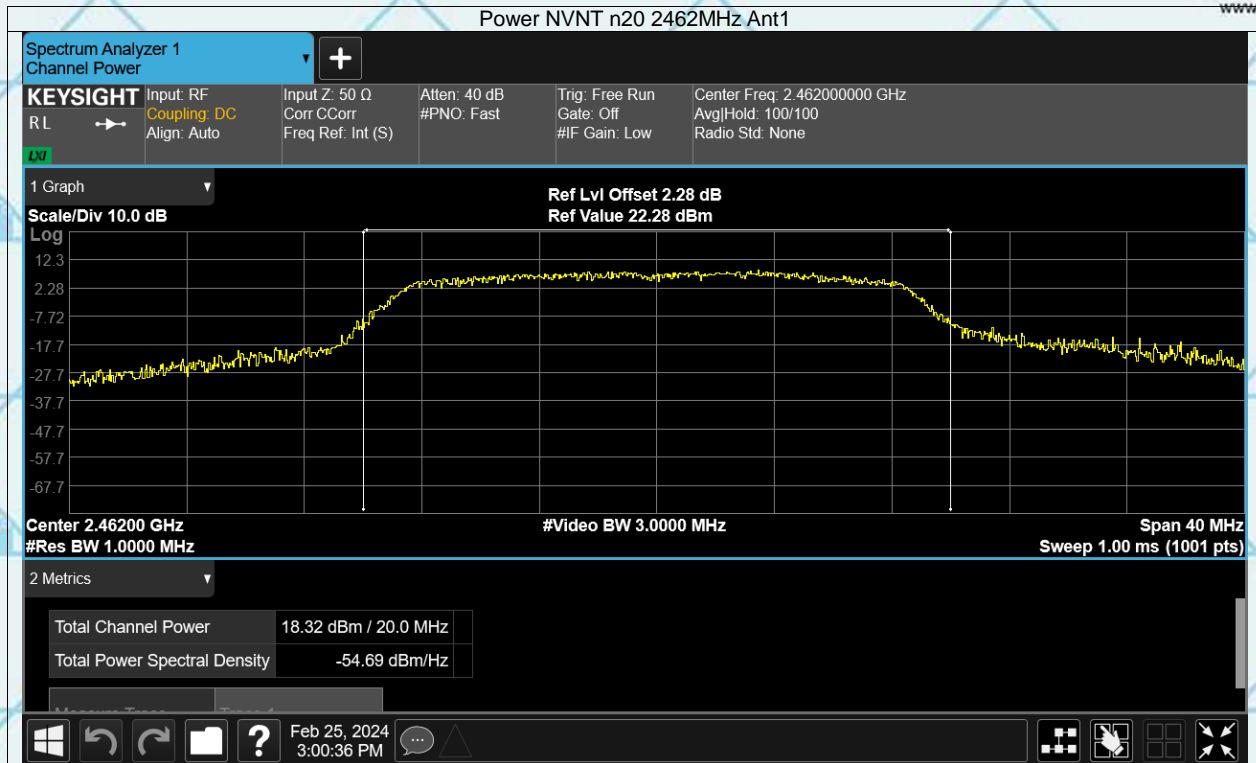 Power NVNT n20 2462MHz Ant1
www
Spectrum Analyzer 1
Channel Power
KEYSIGHT
RL
LXI
Input: RF
Coupling: DC
Align: Auto
Input Z: 50 Ω
Corr CCorr
Freq Ref: Int (S)
Atten: 40 dB
#PNO: Fast
Trig: Free Run
Gate: Off
#IF Gain: Low
Center Freq: 2.462000000 GHz
Avg|Hold: 100/100
Radio Std: None
1 Graph
Scale/Div 10.0 dB
Ref Lvl Offset 2.28 dB
Ref Value 22.28 dBm
Log
12.3
2.28
-7.72
-17.7
-27.7
-37.7
-47.7
-57.7
-67.7
Center 2.46200 GHz
#Video BW 3.0000 MHz
Span 40 MHz
#Res BW 1.0000 MHz
Sweep 1.00 ms (1001 pts)
2 Metrics
Total Channel Power 18.32 dBm / 20.0 MHz
Total Power Spectral Density -54.69 dBm/Hz
Measure Trace Trace 1
?
Feb 25, 2024
3:00:36 PM